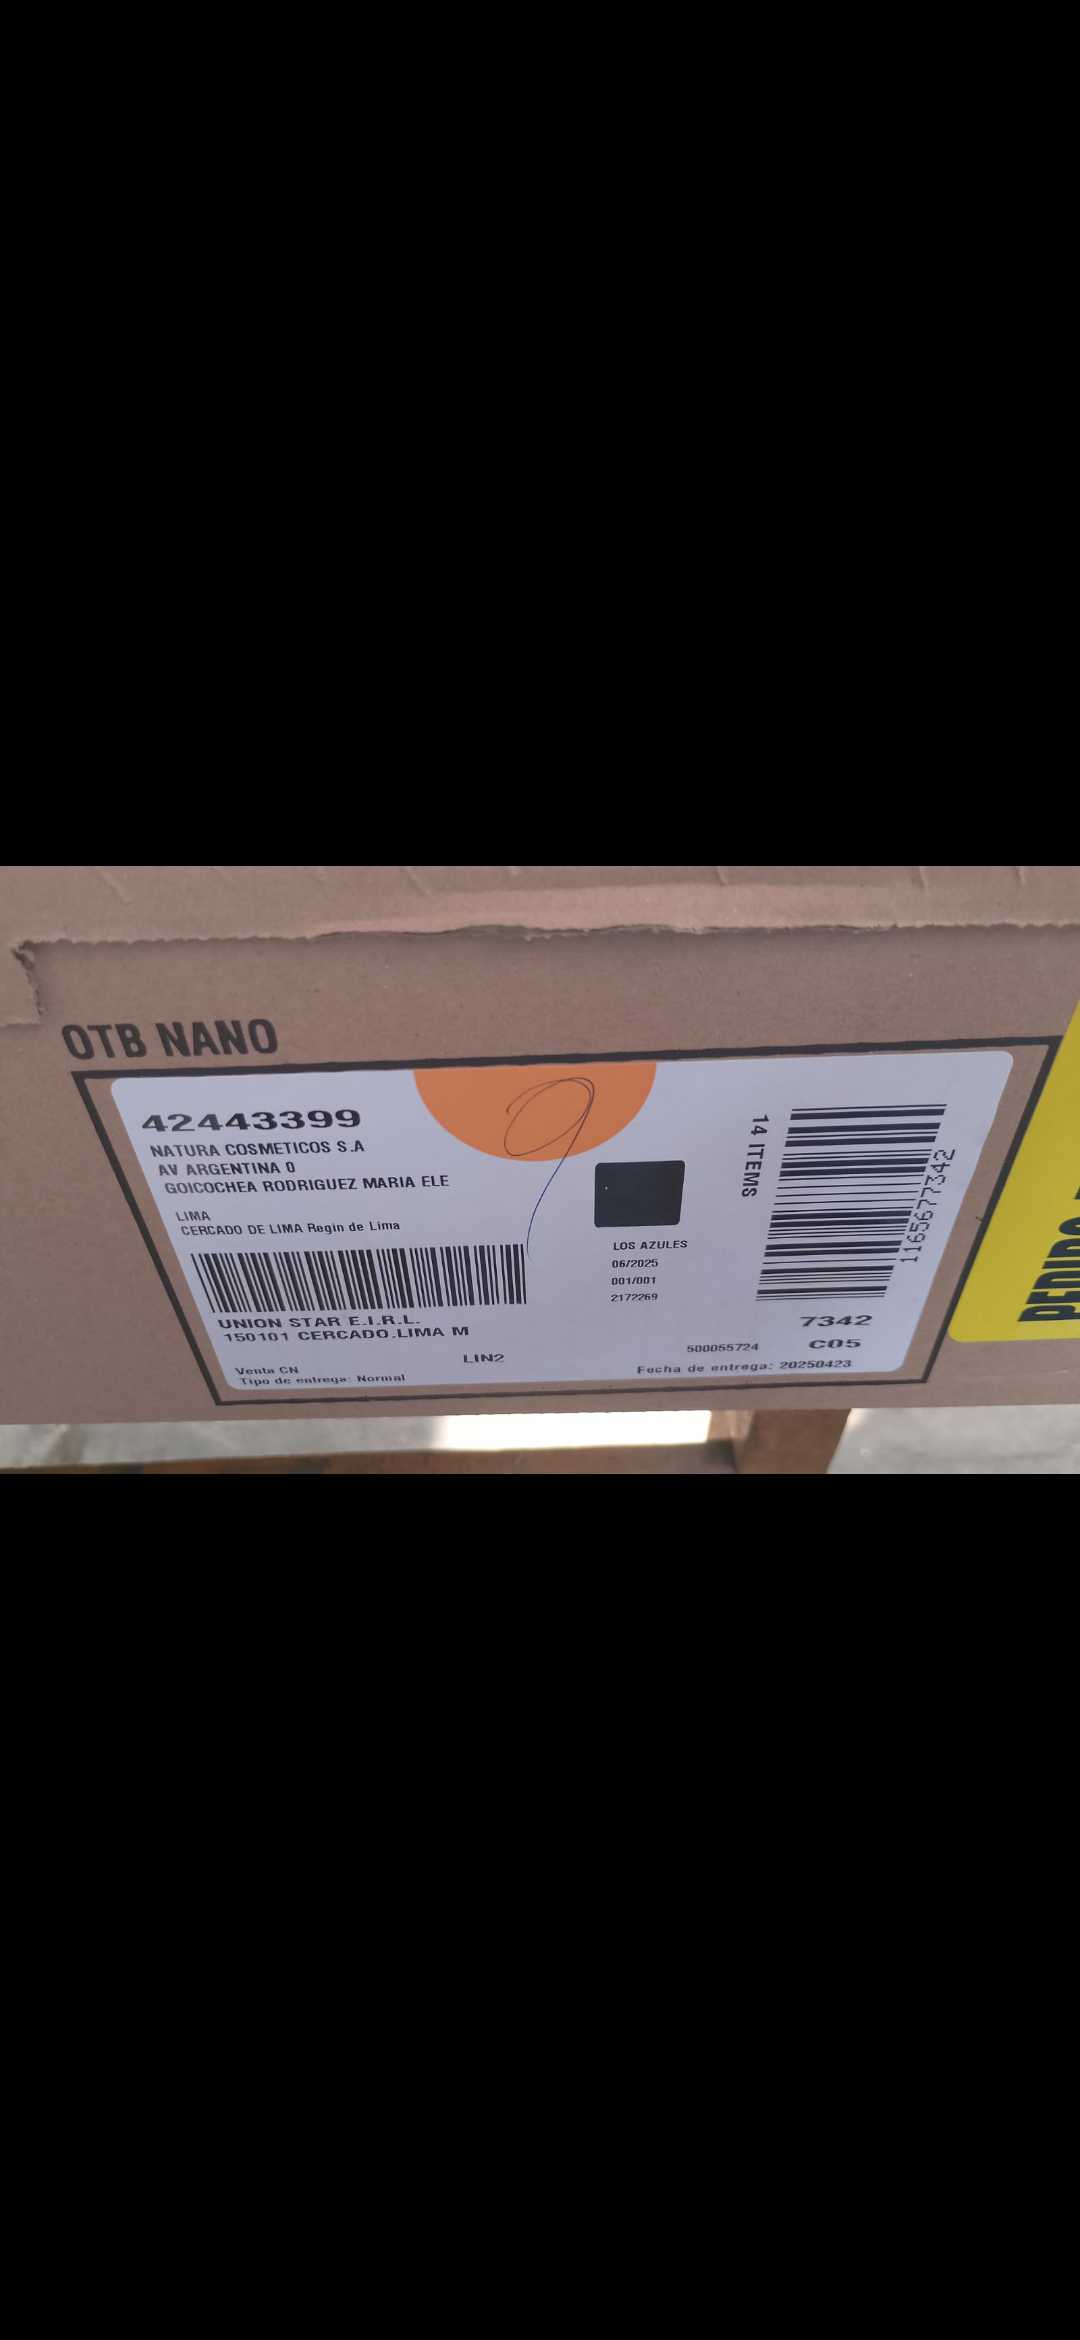 OTB NANO
42443399
NATURA COSMETICOS S.A
AV ARGENTINA 0
GOICOCHEA RODRIGUEZ MARIA ELE
LIMA
CERCADO DE LIMA Regin de Lima
UNION STAR E.I.R.L.
150101 CERCADO.LIMA M
LIN2
Venta CN
Tipo de entrega: Normal
9
LOS AZULES
06/2025
001/001
2172269
14 ITEMS
1165677342
7342
500055724
C05
Fecha de entrega: 20250423
PEDIDO